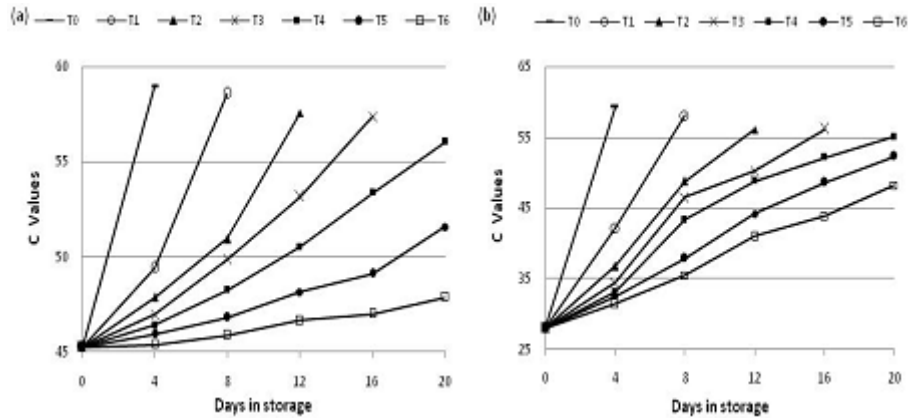 (a) T0 T1 T2 T3 T4 T5 T6
60
55
50
45
C Values
0 4 8 12 16 20
Days in storage
(b) T0 T1 T2 T3 T4 T5 T6
65
55
45
35
25
C Values
0 4 8 12 16 20
Days in storage